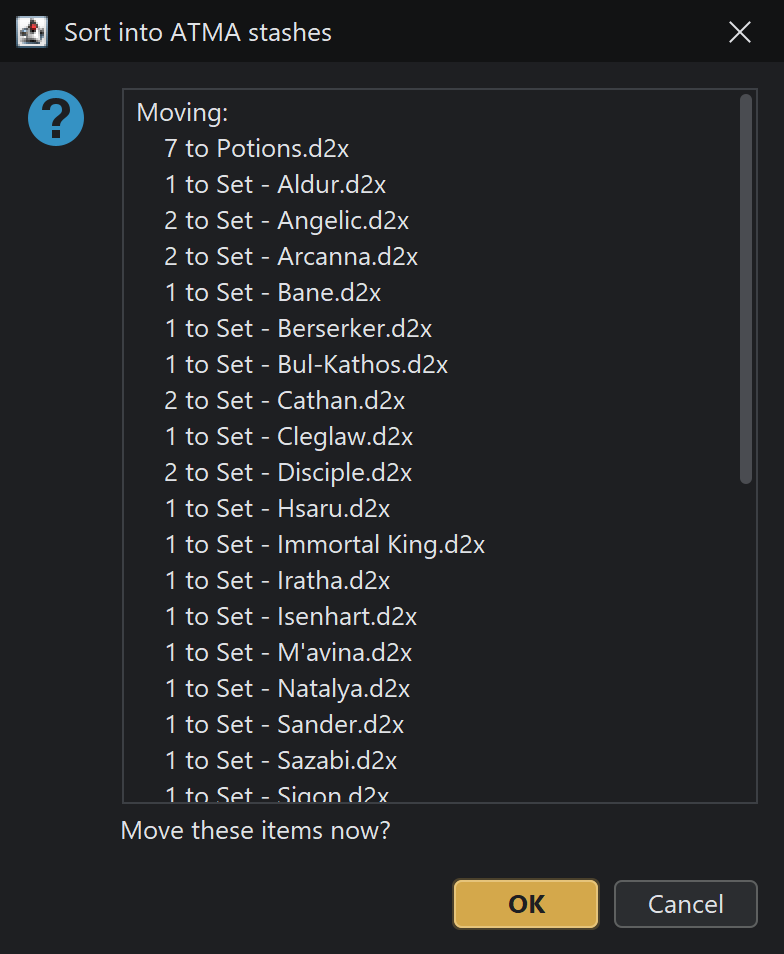 Sort into ATMA stashes
Moving:
7 to Potions.d2x
1 to Set - Aldur.d2x
2 to Set - Angelic.d2x
2 to Set - Arcanna.d2x
1 to Set - Bane.d2x
1 to Set - Berserker.d2x
1 to Set - Bul-Kathos.d2x
2 to Set - Cathan.d2x
1 to Set - Cleglaw.d2x
2 to Set - Disciple.d2x
1 to Set - Hsaru.d2x
1 to Set - Immortal King.d2x
1 to Set - Iratha.d2x
1 to Set - Isenhart.d2x
1 to Set - M'avina.d2x
1 to Set - Natalya.d2x
1 to Set - Sander.d2x
1 to Set - Sazabi.d2x
1 to Set - Sigon.d2x
Move these items now?
OK
Cancel